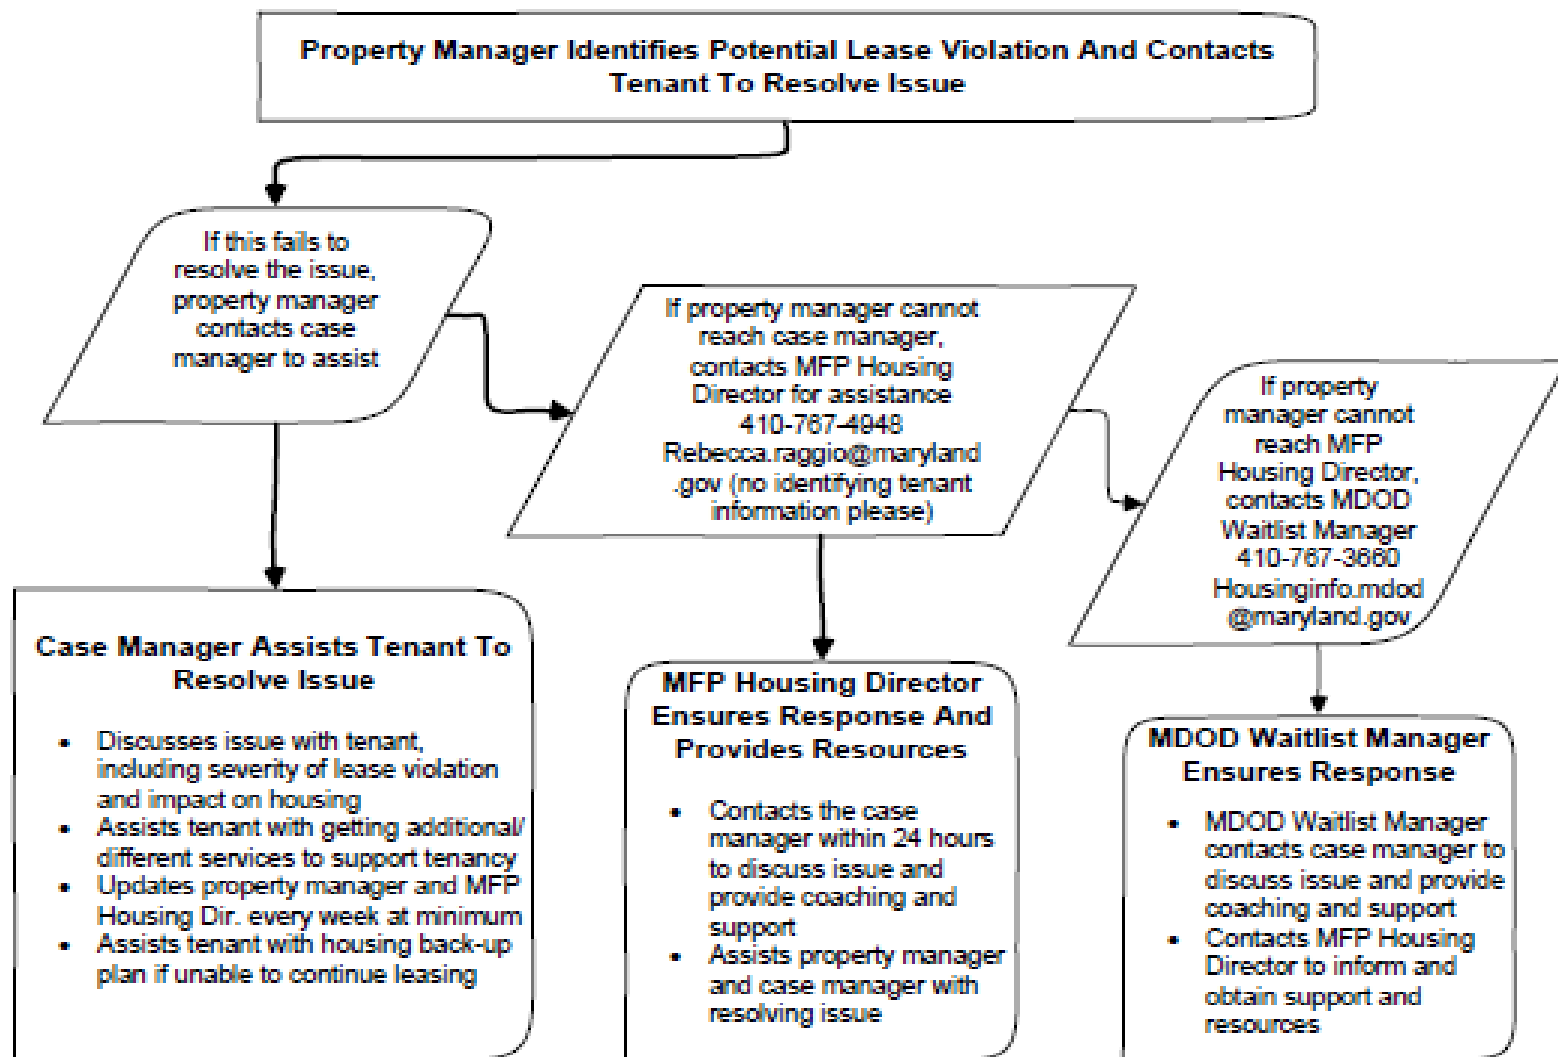 Property Manager Identifies Potential Lease Violation And Contacts
Tenant To Resolve Issue
If this fails to
resolve the issue,
property manager
contacts case
manager to assist
If property manager cannot
reach case manager,
contacts MFP Housing
Director for assistance
410-767-4948
Rebecca.raggio@maryland
.gov (no identifying tenant
information please)
If property
manager cannot
reach MFP
Housing Director,
contacts MDOD
Waitlist Manager
410-767-3660
Housinginfo.mdod
@maryland.gov
Case Manager Assists Tenant To
Resolve Issue
• Discusses issue with tenant,
including severity of lease violation
and impact on housing
• Assists tenant with getting additional/
different services to support tenancy
• Updates property manager and MFP
Housing Dir. every week at minimum
• Assists tenant with housing back-up
plan if unable to continue leasing
MFP Housing Director
Ensures Response And
Provides Resources
• Contacts the case
manager within 24 hours
to discuss issue and
provide coaching and
support
• Assists property manager
and case manager with
resolving issue
MDOD Waitlist Manager
Ensures Response
• MDOD Waitlist Manager
contacts case manager to
discuss issue and provide
coaching and support
• Contacts MFP Housing
Director to inform and
obtain support and
resources